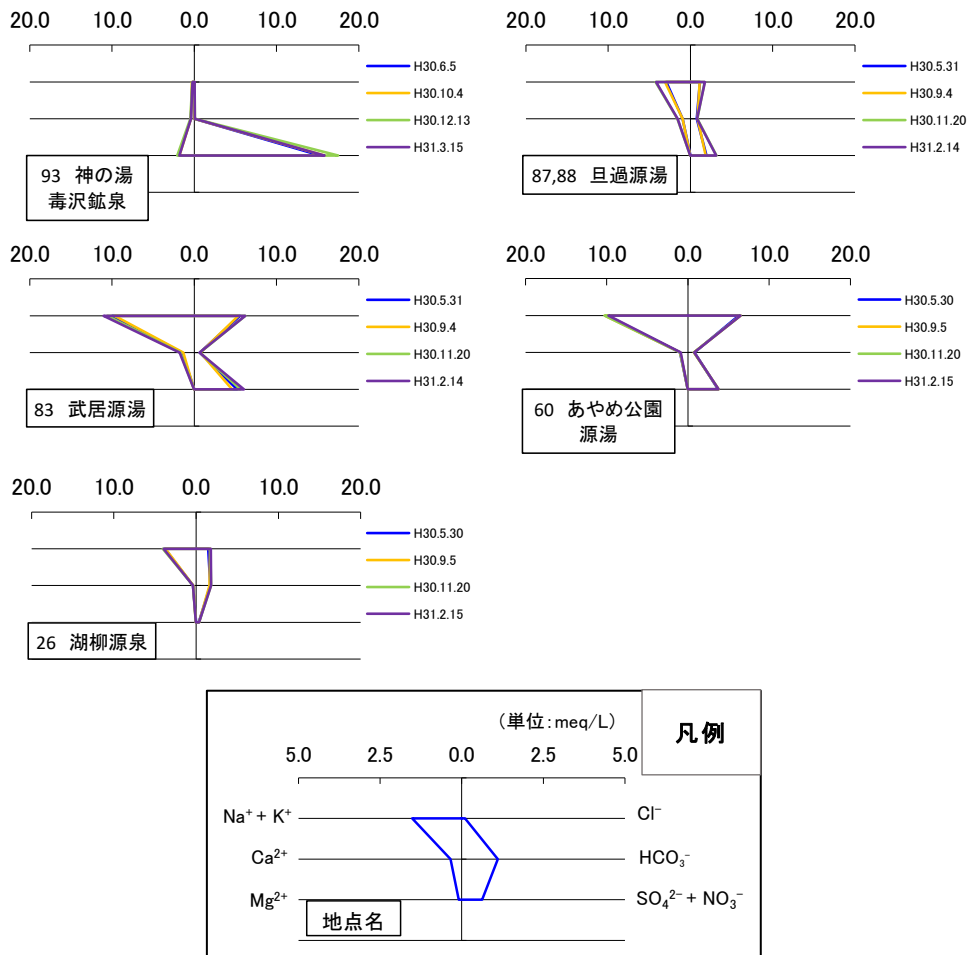 20.0 10.0 0.0 10.0 20.0
H30.6.5
H30.10.4
H30.12.13
H31.3.15
93 神の湯
毒沢鉱泉
20.0 10.0 0.0 10.0 20.0
H30.5.31
H30.9.4
H30.11.20
H31.2.14
87,88 旦過源湯
20.0 10.0 0.0 10.0 20.0
H30.5.31
H30.9.4
H30.11.20
H31.2.14
83 武居源湯
20.0 10.0 0.0 10.0 20.0
H30.5.30
H30.9.5
H30.11.20
H31.2.15
60 あやめ公園
源湯
20.0 10.0 0.0 10.0 20.0
H30.5.30
H30.9.5
H30.11.20
H31.2.15
26 湖柳源泉
凡例
（単位:meq/L）
5.0 2.5 0.0 2.5 5.0
Na⁺ + K⁺ Cl⁻
Ca²⁺ HCO₃⁻
Mg²⁺ SO₄²⁻ + NO₃⁻
地点名